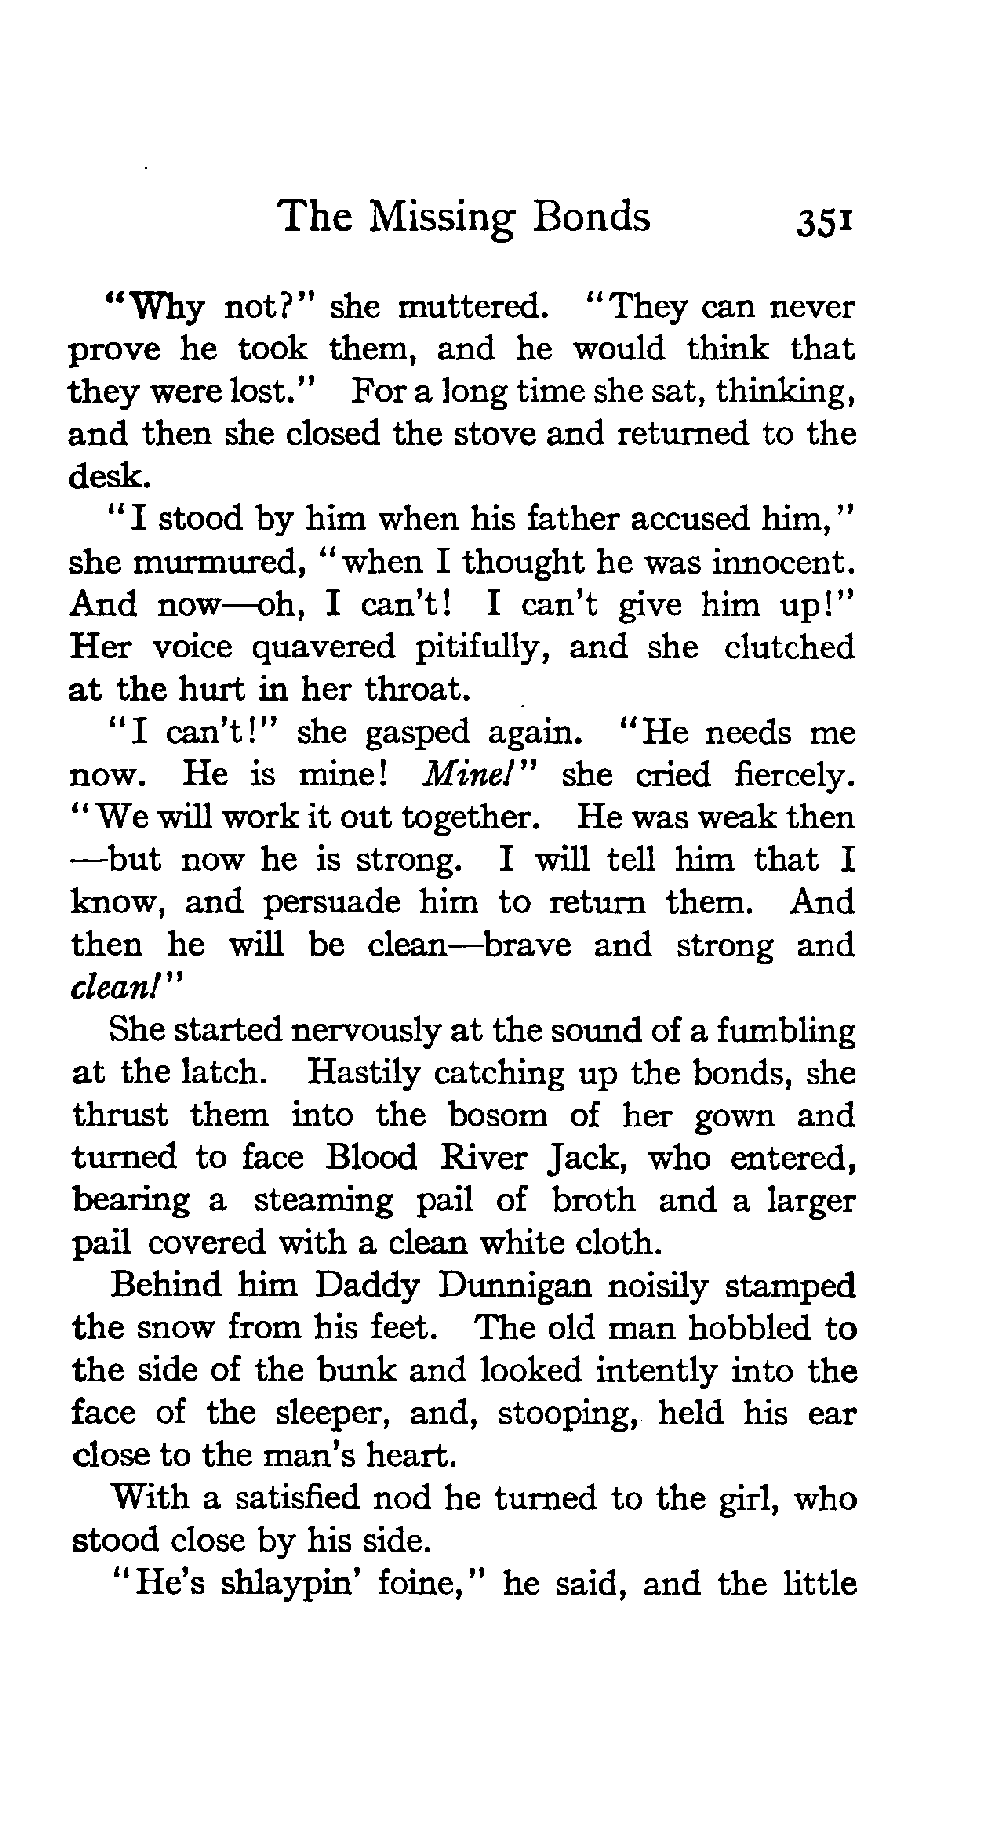 The Missing Bonds 351
"Why not?" she muttered. "They can never
prove he took them, and he would think that
they were lost." For a long time she sat, thinking,
and then she closed the stove and returned to the
desk.
"I stood by him when his father accused him,"
she murmured, "when I thought he was innocent.
And now—oh, I can't! I can't give him up!"
Her voice quavered pitifully, and she clutched
at the hurt in her throat.
"I can't!" she gasped again. "He needs me
now. He is mine! Mine!" she cried fiercely.
"We will work it out together. He was weak then
—but now he is strong. I will tell him that I
know, and persuade him to return them. And
then he will be clean—brave and strong and
clean!"
She started nervously at the sound of a fumbling
at the latch. Hastily catching up the bonds, she
thrust them into the bosom of her gown and
turned to face Blood River Jack, who entered,
bearing a steaming pail of broth and a larger
pail covered with a clean white cloth.
Behind him Daddy Dunnigan noisily stamped
the snow from his feet. The old man hobbled to
the side of the bunk and looked intently into the
face of the sleeper, and, stooping, held his ear
close to the man's heart.
With a satisfied nod he turned to the girl, who
stood close by his side.
"He's shlaypin' foine," he said, and the little